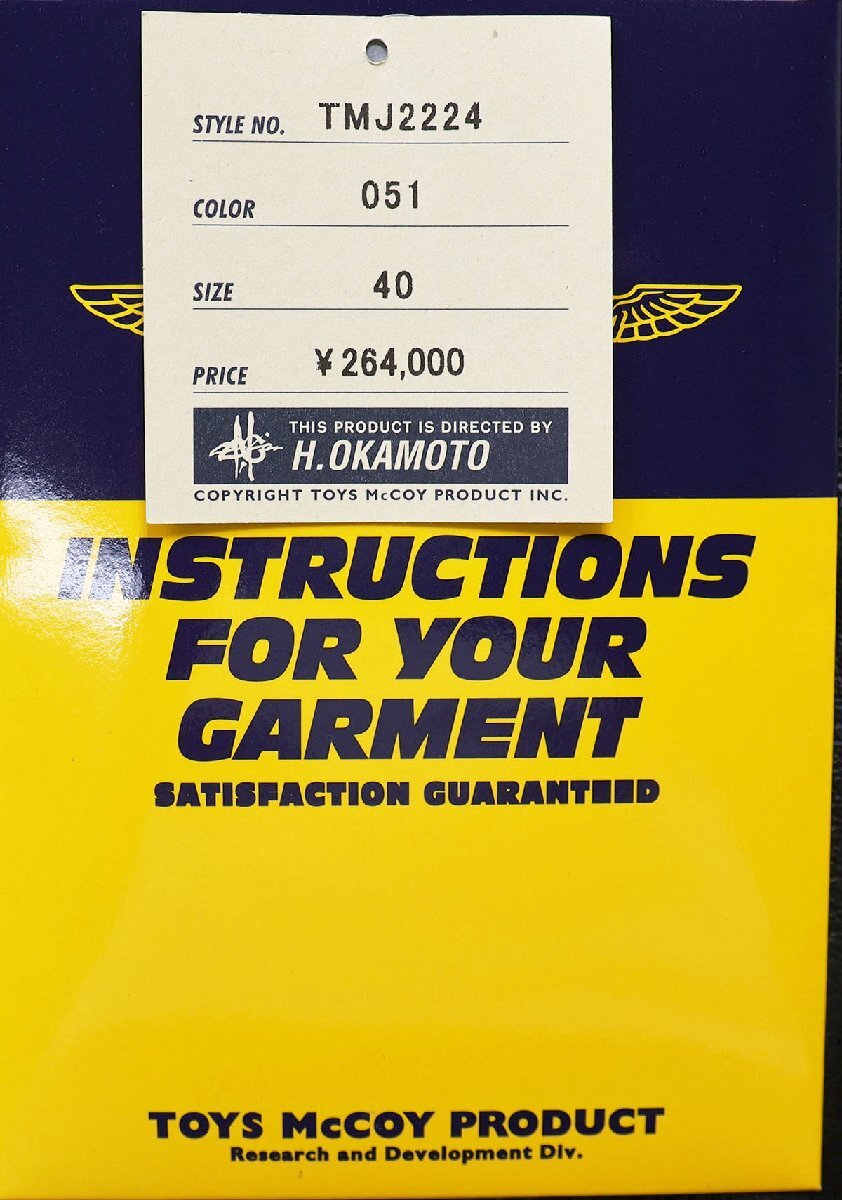 STYLE NO. TMJ2224
COLOR 051
SIZE 40
PRICE ¥264,000
THIS PRODUCT IS DIRECTED BY
H.OKAMOTO
COPYRIGHT TOYS McCOY PRODUCT INC.
INSTRUCTIONS
FOR YOUR
GARMENT
SATISFACTION GUARANTEED
TOYS McCOY PRODUCT
Research and Development Div.